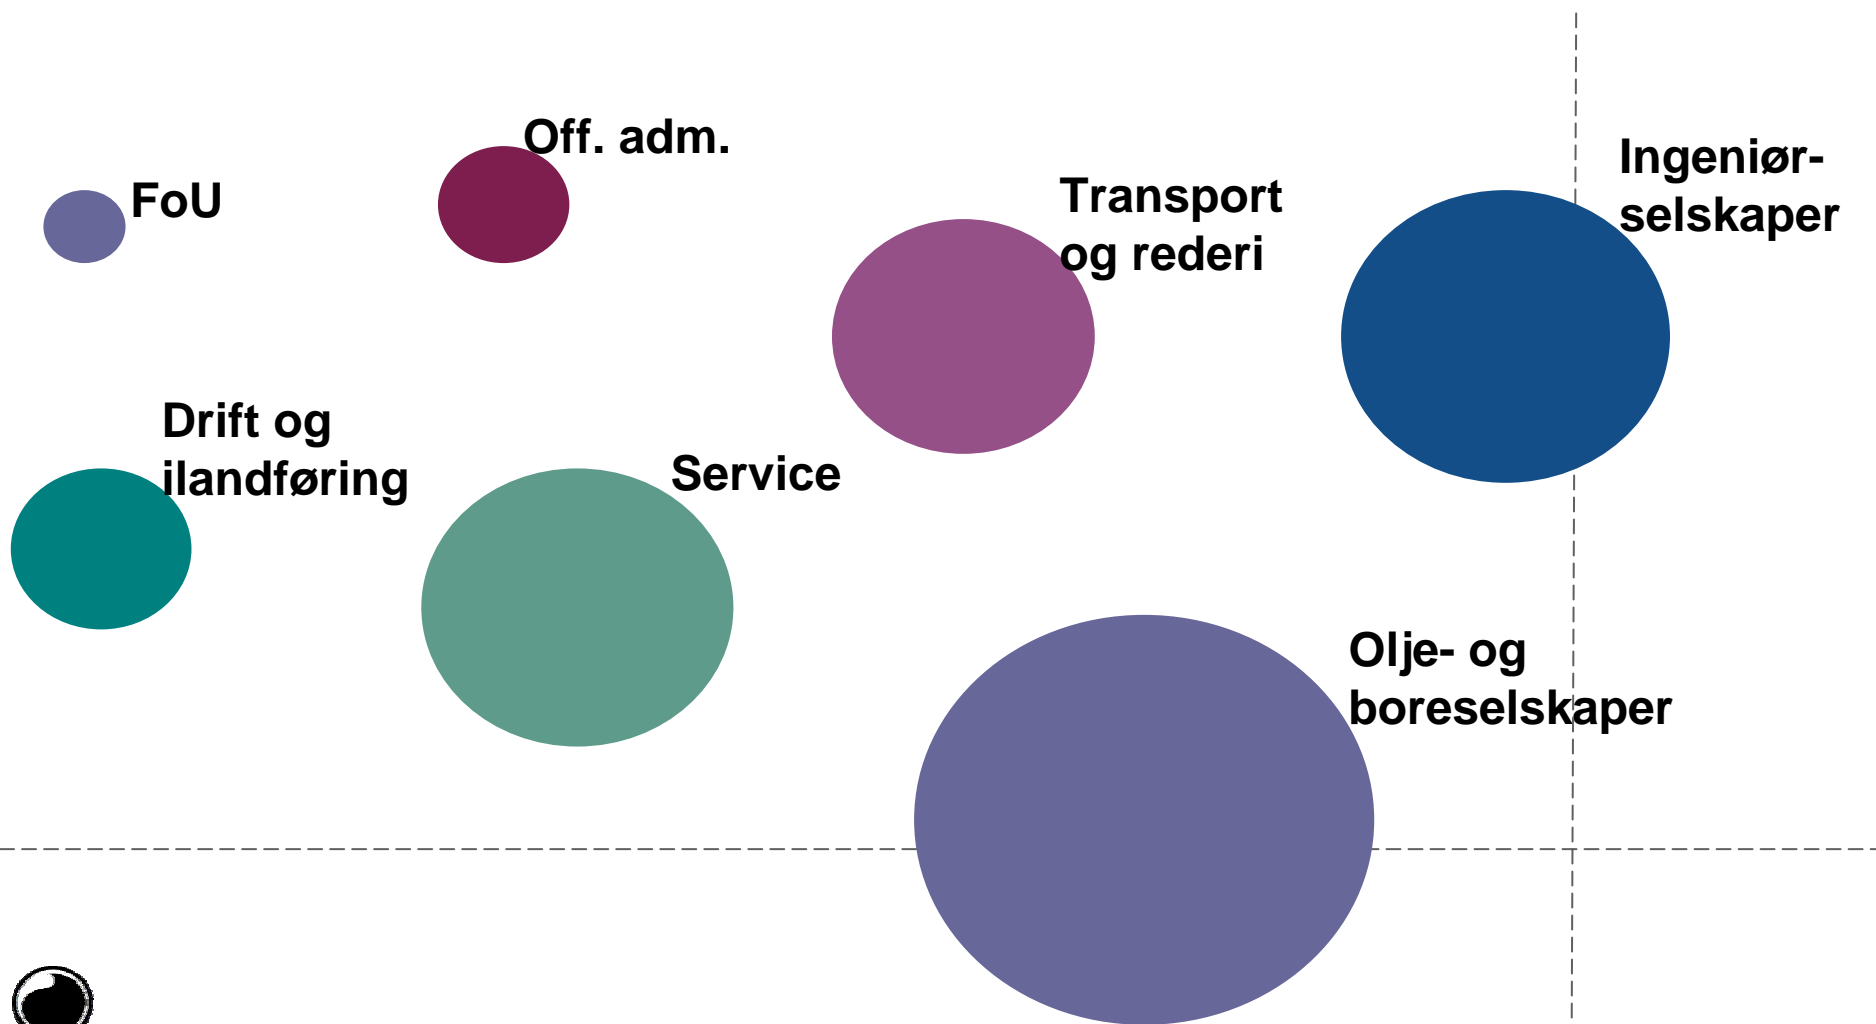 Off. adm.
FoU
Transport
og rederi
Ingeniør-
selskaper
Drift og
ilandføring
Service
Olje- og
boreselskaper